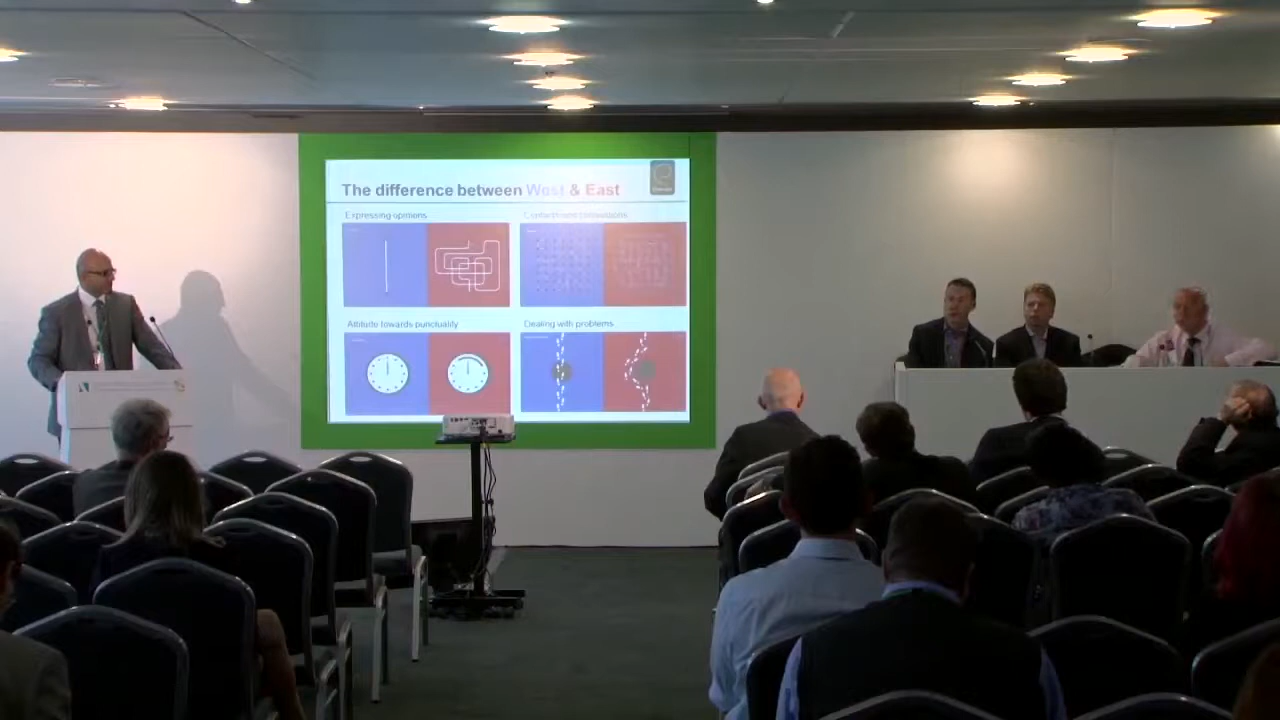 The difference between West & East
Expressing opinions
Attitude towards punctuality
Dealing with problems